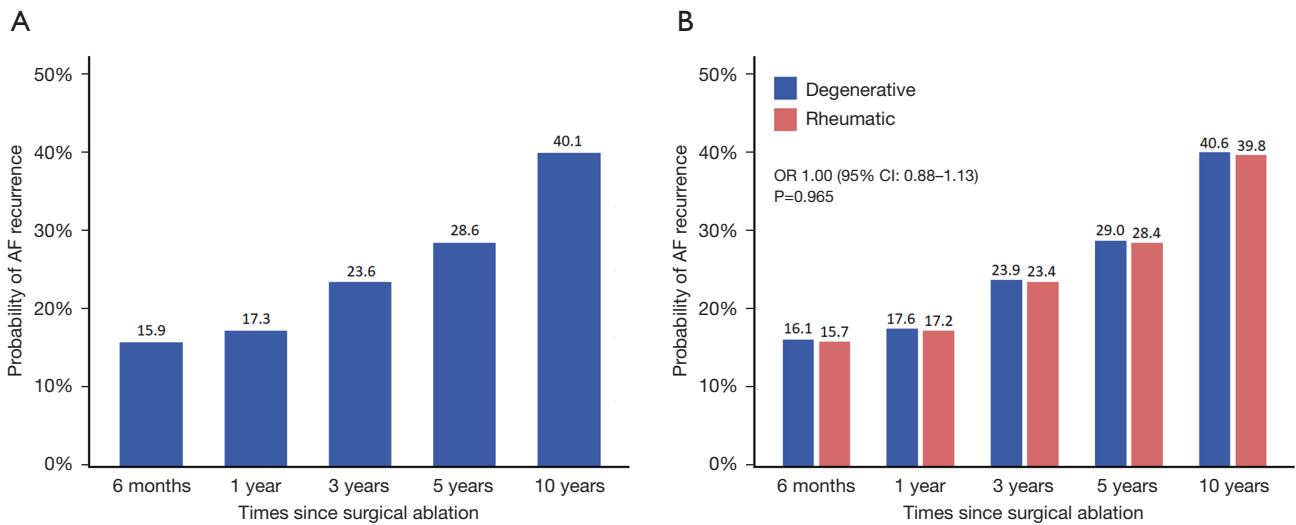 A
Probability of AF recurrence
50%
40%
30%
20%
10%
0%
15.9
17.3
23.6
28.6
40.1
6 months
1 year
3 years
5 years
10 years
Times since surgical ablation
B
Probability of AF recurrence
50%
40%
30%
20%
10%
0%
Degenerative
Rheumatic
OR 1.00 (95% CI: 0.88–1.13)
P=0.965
16.1
15.7
17.6
17.2
23.9
23.4
29.0
28.4
40.6
39.8
6 months
1 year
3 years
5 years
10 years
Times since surgical ablation